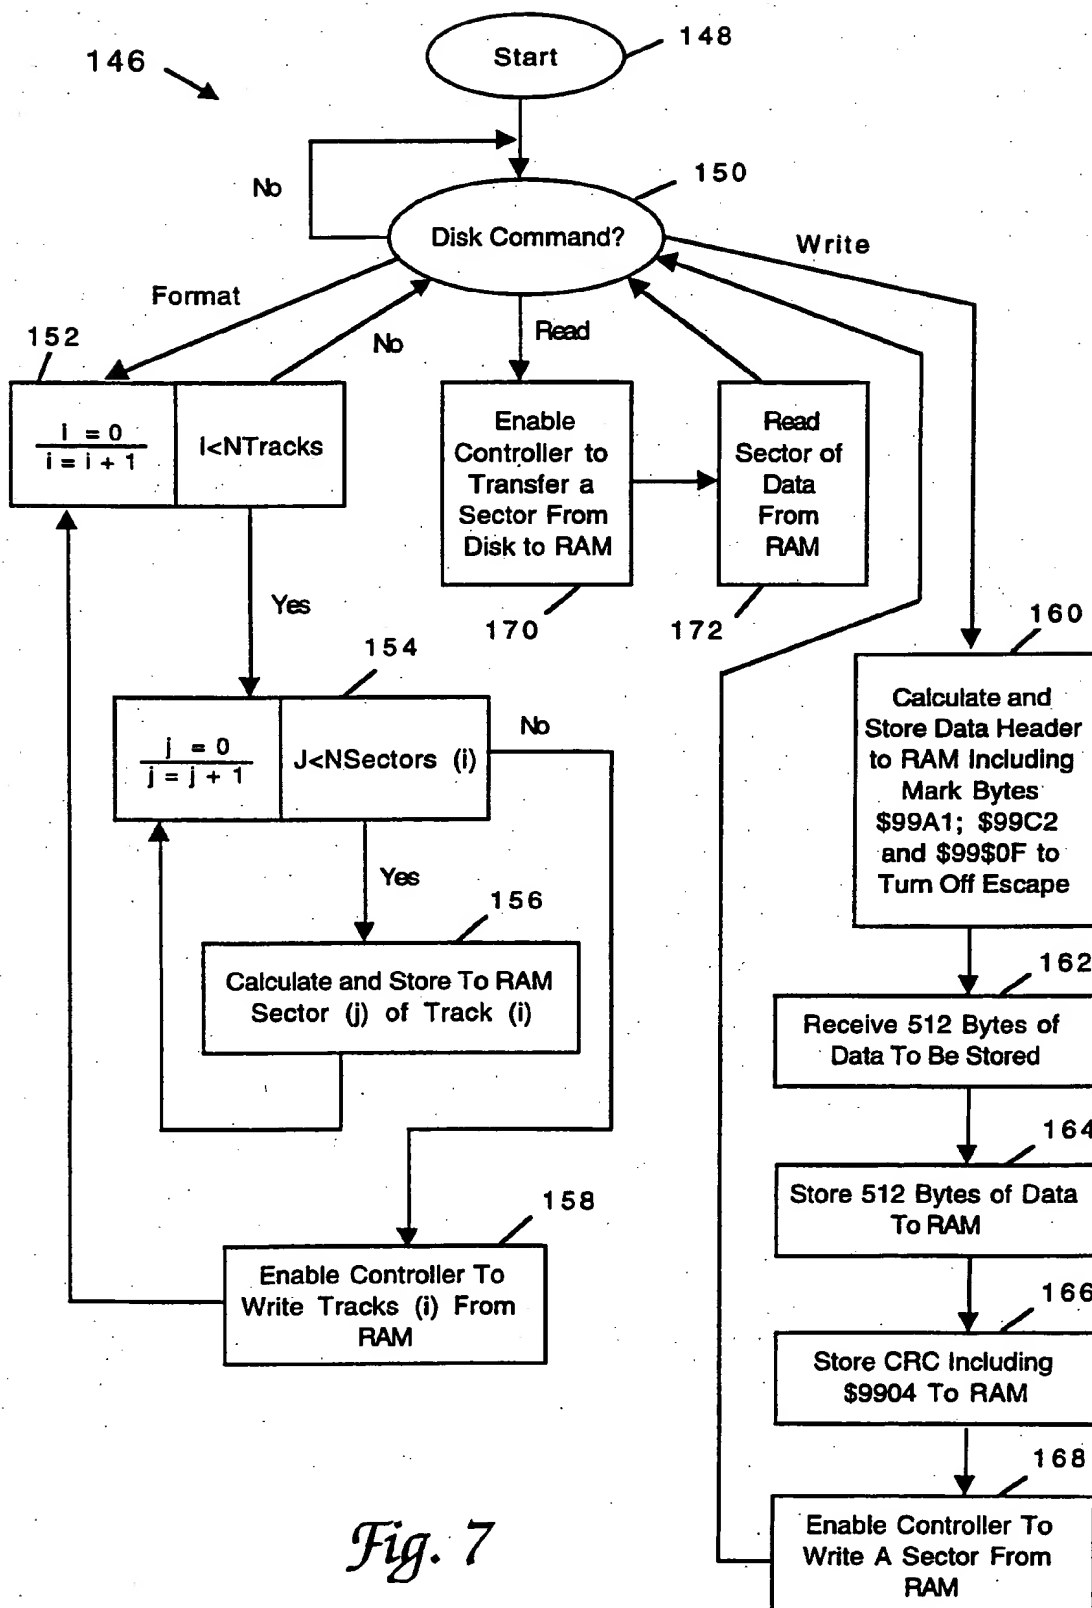 148
Start
146
150
No
Disk Command?
Write
Format
Read
152
No
i = 0
i = i + 1
I<NTracks
Enable
Controller to
Transfer a
Sector From
Disk to RAM
Read
Sector of
Data
From
RAM
Yes
170
172
160
154
Calculate and
Store Data Header
to RAM Including
Mark Bytes
$99A1; $99C2
and $99$0F to
Turn Off Escape
No
j = 0
j = j + 1
J<NSectors (i)
Yes
156
Calculate and Store To RAM
Sector (j) of Track (i)
162
Receive 512 Bytes of
Data To Be Stored
164
Store 512 Bytes of Data
To RAM
158
Enable Controller To
Write Tracks (i) From
RAM
166
Store CRC Including
$9904 To RAM
168
Enable Controller To
Write A Sector From
RAM
Fig. 7